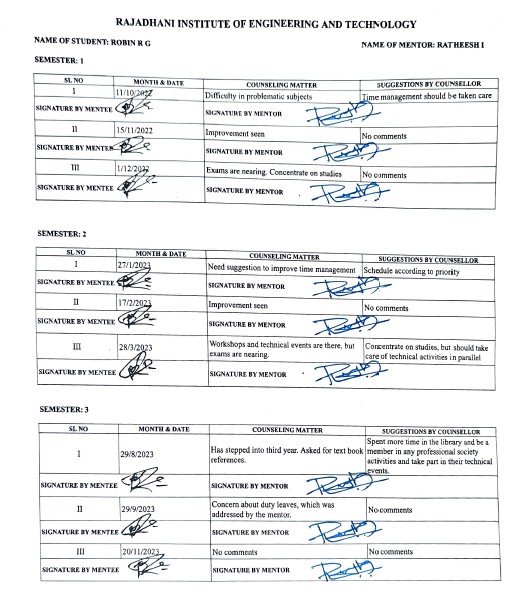 RAJADHANI INSTITUTE OF ENGINEERING AND TECHNOLOGY
NAME OF STUDENT: ROBIN R G NAME OF MENTOR: RATHEESH I
SEMESTER: 1
SL NO MONTH & DATE COUNSELING MATTER SUGGESTIONS BY COUNSELLOR
I 11/10/2022 Difficulty in problematic subjects Time management should be taken care
SIGNATURE BY MENTEE SIGNATURE BY MENTOR
II 15/11/2022 Improvement seen No comments
SIGNATURE BY MENTEE SIGNATURE BY MENTOR
III 1/12/2022 Exams are nearing. Concentrate on studies No comments
SIGNATURE BY MENTEE SIGNATURE BY MENTOR
SEMESTER: 2
SL NO MONTH & DATE COUNSELING MATTER SUGGESTIONS BY COUNSELLOR
I 27/1/2023 Need suggestion to improve time management Schedule according to priority
SIGNATURE BY MENTEE SIGNATURE BY MENTOR
II 17/2/2023 Improvement seen No comments
SIGNATURE BY MENTEE SIGNATURE BY MENTOR
III 28/3/2023 Workshops and technical events are there, but Concentrate on studies, but should take
exams are nearing. care of technical activities in parallel
SIGNATURE BY MENTEE SIGNATURE BY MENTOR
SEMESTER: 3
SL NO MONTH & DATE COUNSELING MATTER SUGGESTIONS BY COUNSELLOR
I 29/8/2023 Has stepped into third year. Asked for text book Spent more time in the library and be a
references. member in any professional society
activities and take part in their technical
events.
SIGNATURE BY MENTEE SIGNATURE BY MENTOR
II 29/9/2023 Concern about duty leaves, which was No comments
addressed by the mentor.
SIGNATURE BY MENTEE SIGNATURE BY MENTOR
III 20/11/2023 No comments No comments
SIGNATURE BY MENTEE SIGNATURE BY MENTOR